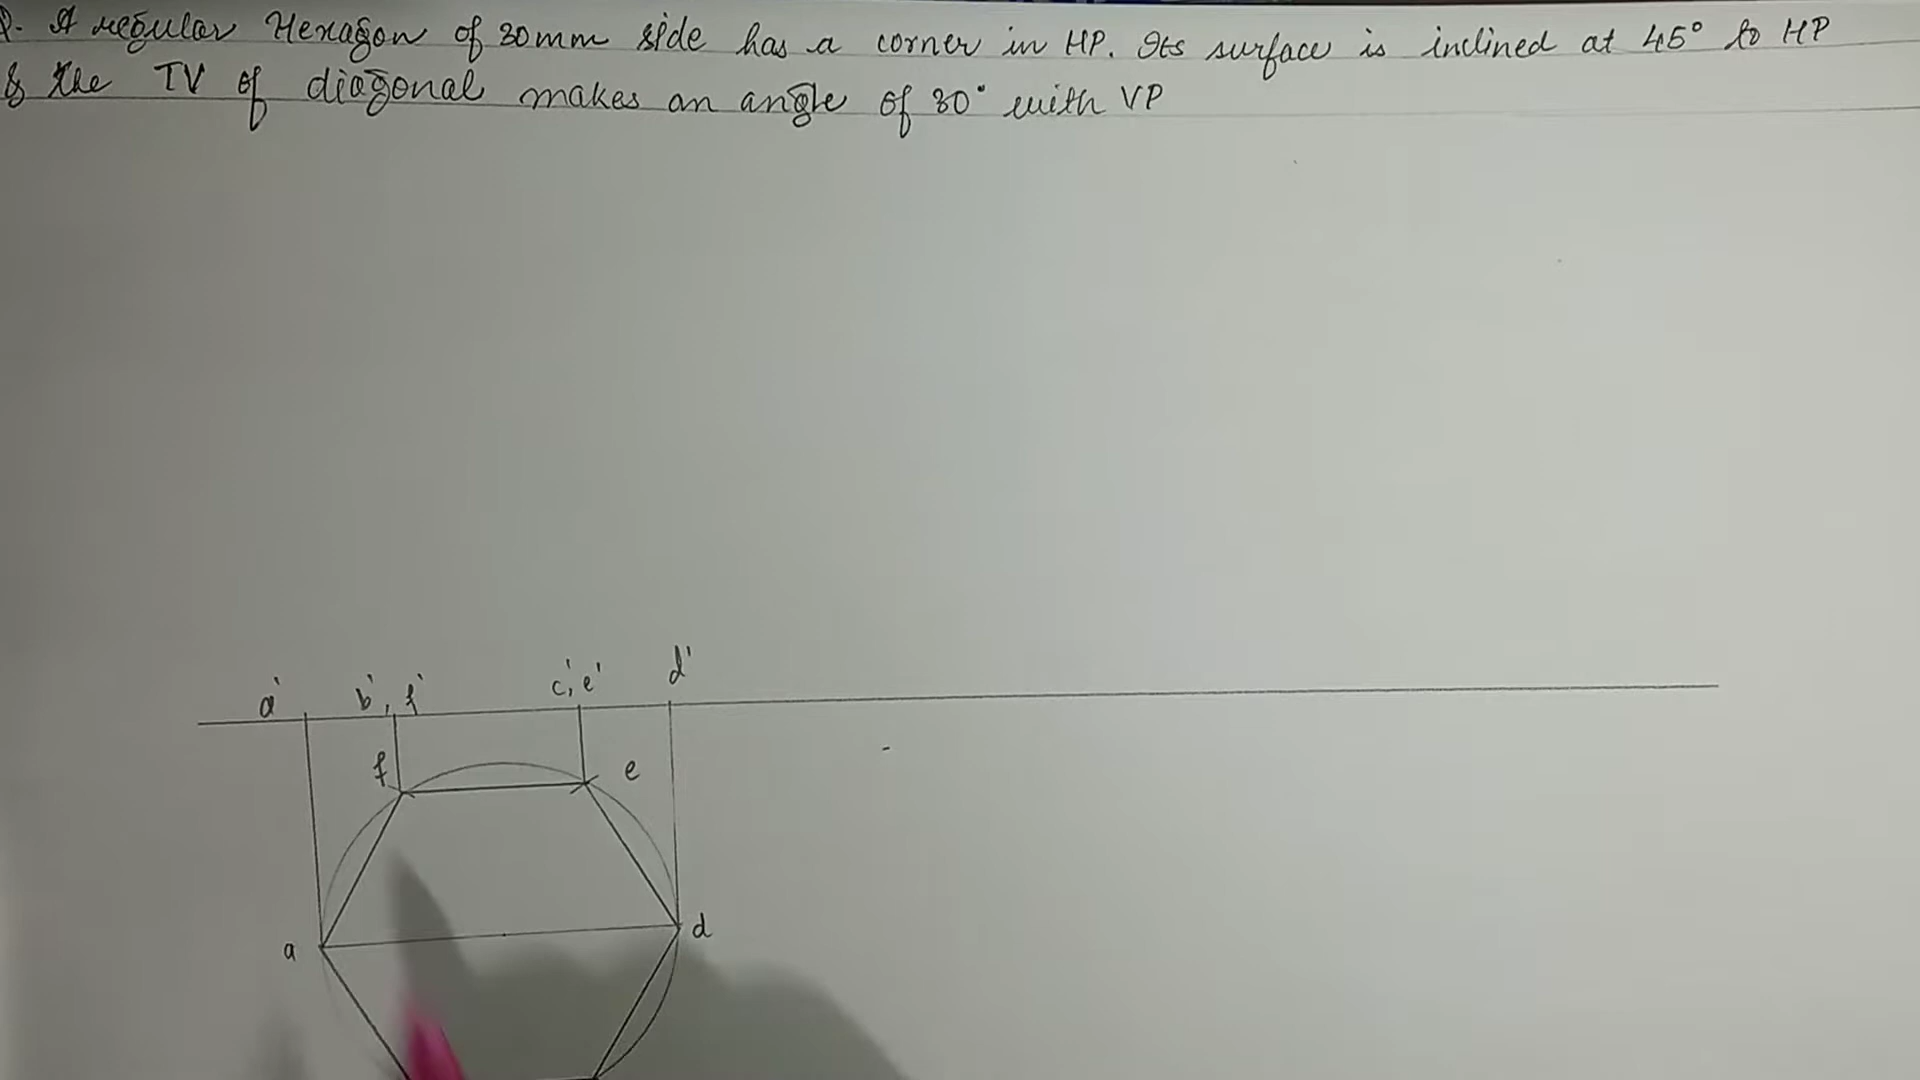 Q. A regular Hexagon of 30mm side has a corner in HP. Its surface is inclined at 45° to HP
& the TV of diagonal makes an angle of 30° with VP
a' b', f' c', e' d'
f e
a d